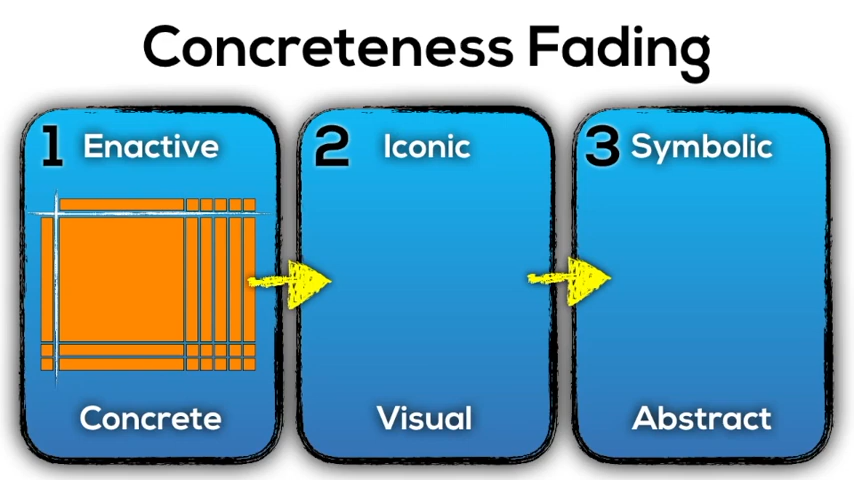 Concreteness Fading
1 Enactive
Concrete
2 Iconic
Visual
3 Symbolic
Abstract